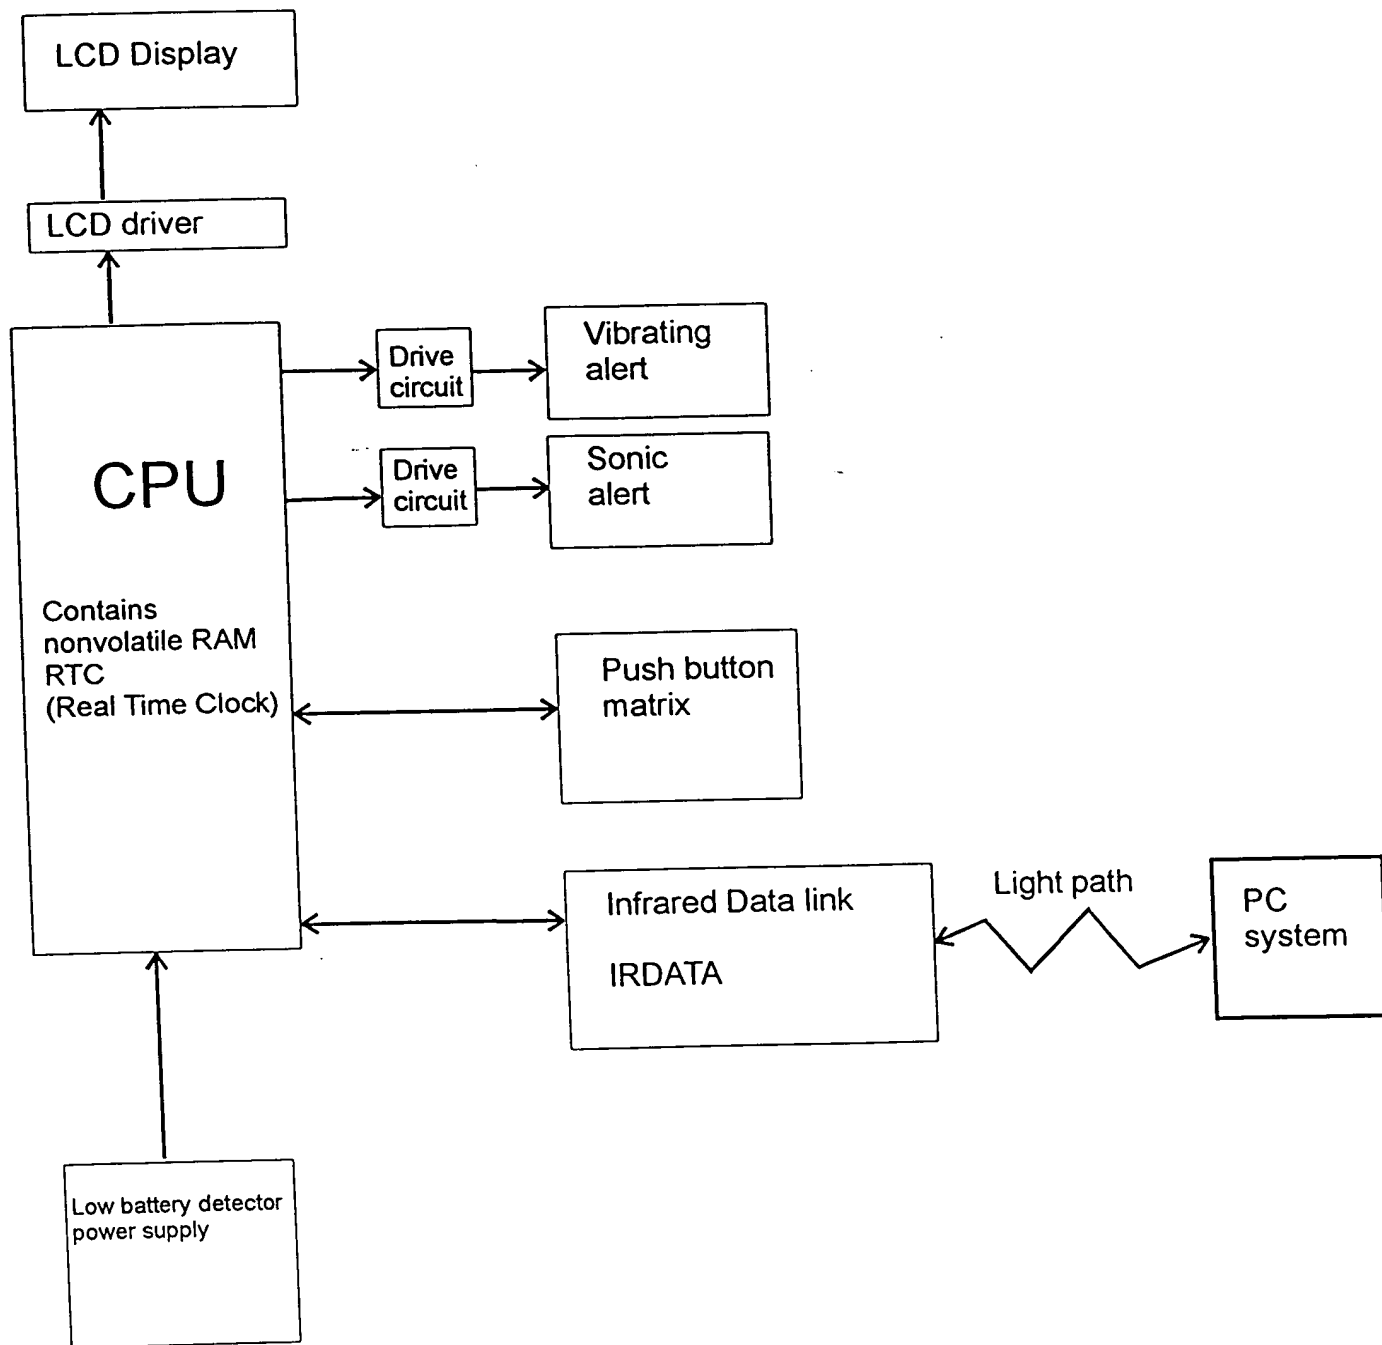 LCD Display
LCD driver
Drive
circuit
Vibrating
alert
Drive
circuit
Sonic
alert
CPU
Contains
nonvolatile RAM
RTC
(Real Time Clock)
Push button
matrix
Infrared Data link
IRDATA
Light path
PC
system
Low battery detector
power supply